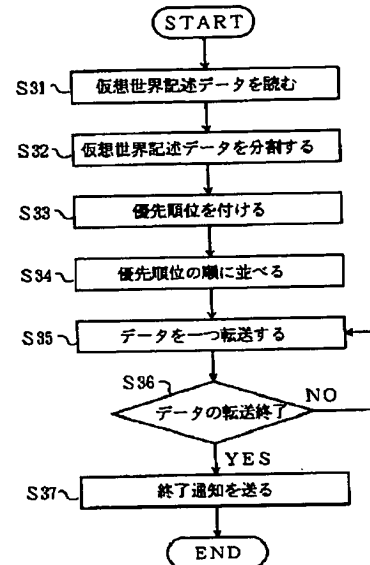 START
S31 仮想世界記述データを読む
S32 仮想世界記述データを分割する
S33 優先順位を付ける
S34 優先順位の順に並べる
S35 データを一つ転送する
S36
データの転送終了 NO
YES
S37 終了通知を送る
END